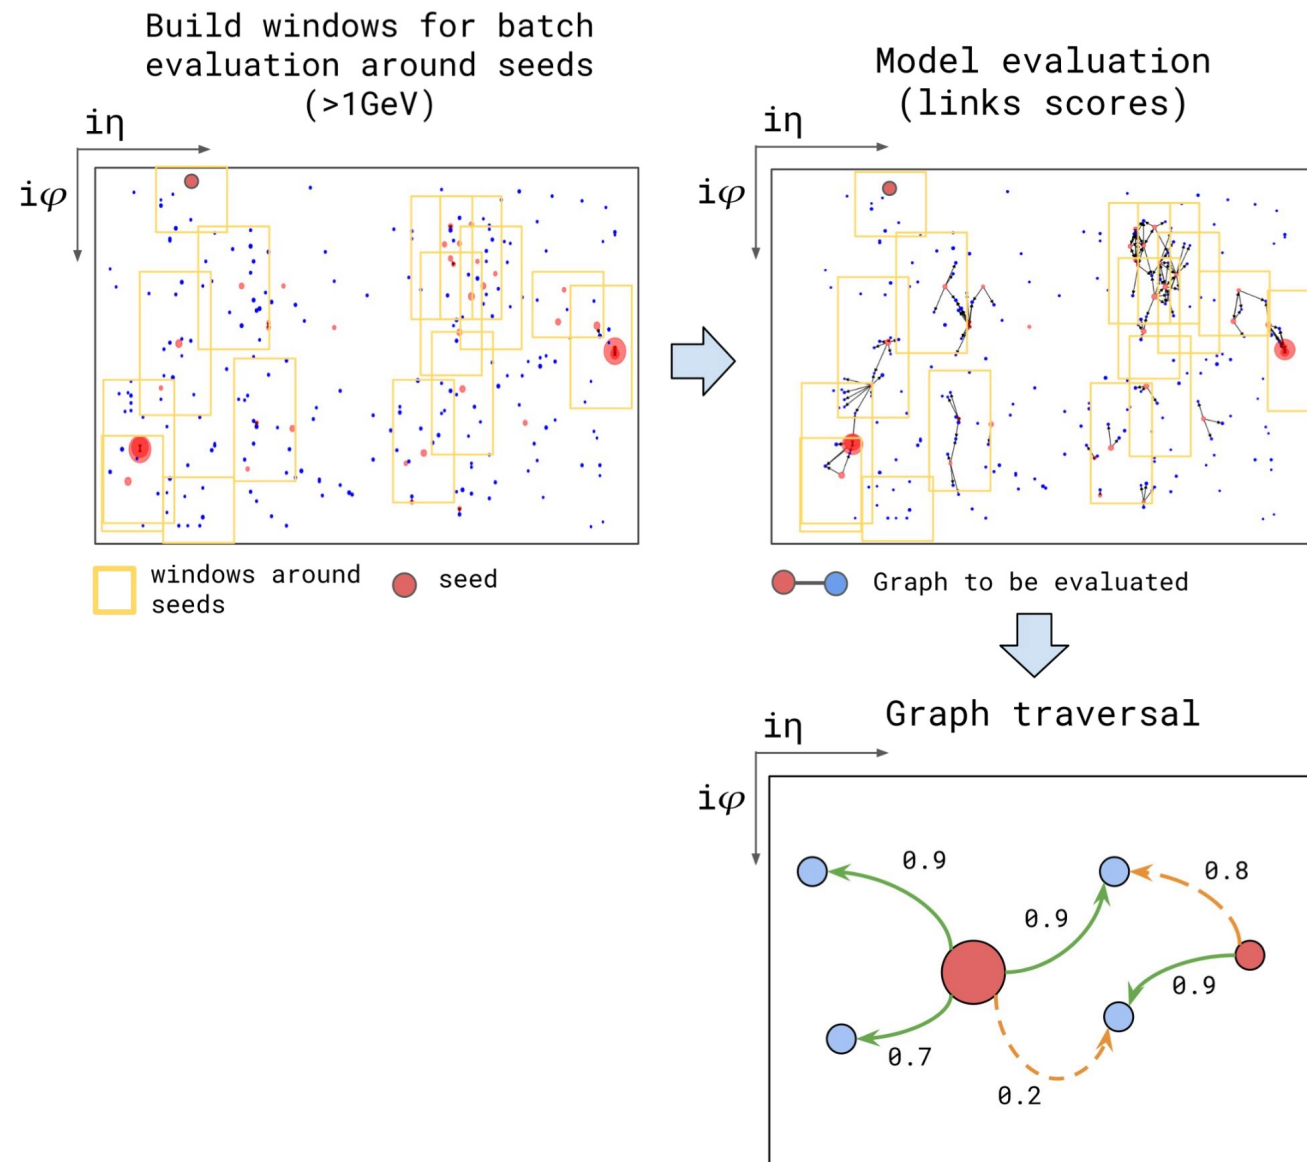 Build windows for batch
evaluation around seeds
(>1GeV)
iη
iφ
windows around
seeds
seed
Model evaluation
(links scores)
iη
iφ
Graph to be evaluated
Graph traversal
iη
iφ
0.9
0.8
0.9
0.9
0.7
0.2